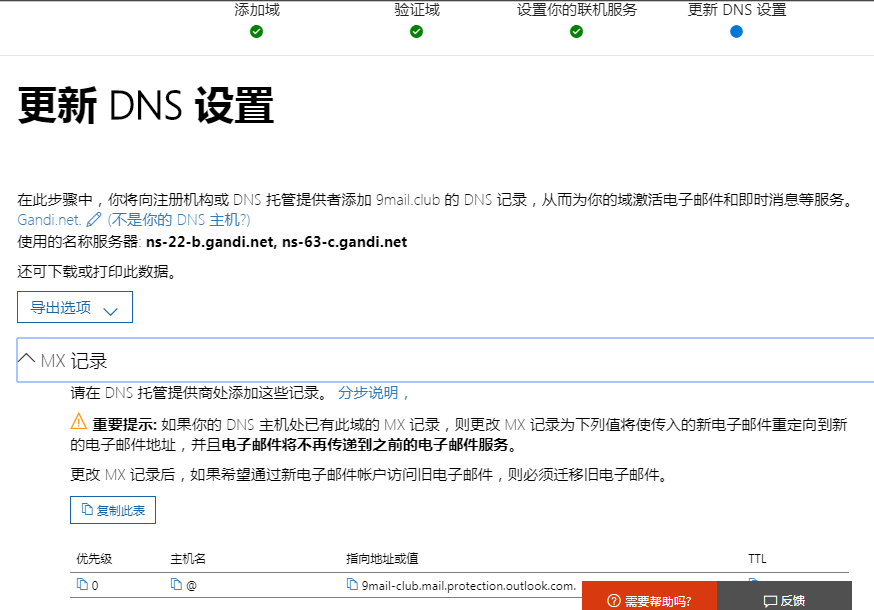 添加域 验证域 设置你的联机服务 更新 DNS 设置
更新 DNS 设置
在此步骤中，你将向注册机构或 DNS 托管提供者添加 9mail.club 的 DNS 记录，从而为你的域激活电子邮件和即时消息等服务。
Gandi.net. (不是你的 DNS 主机?)
使用的名称服务器: ns-22-b.gandi.net, ns-63-c.gandi.net
还可下载或打印此数据。
导出选项
MX 记录
请在 DNS 托管提供商处添加这些记录。 分步说明，
重要提示: 如果你的 DNS 主机处已有此域的 MX 记录，则更改 MX 记录为下列值将使传入的新电子邮件重定向到新
的电子邮件地址，并且电子邮件将不再传递到之前的电子邮件服务。
更改 MX 记录后，如果希望通过新电子邮件帐户访问旧电子邮件，则必须迁移旧电子邮件。
复制此表
优先级 主机名 指向地址或值 TTL
0 @ 9mail-club.mail.protection.outlook.com.
需要帮助吗? 反馈